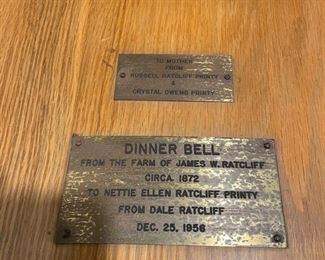 TO MOTHER
FROM
RUSSELL RATCLIFF PRINTY
&
CRYSTAL OWENS PRINTY
DINNER BELL
FROM THE FARM OF JAMES W. RATCLIFF
CIRCA. 1872
TO NETTIE ELLEN RATCLIFF PRINTY
FROM DALE RATCLIFF
DEC. 25, 1956